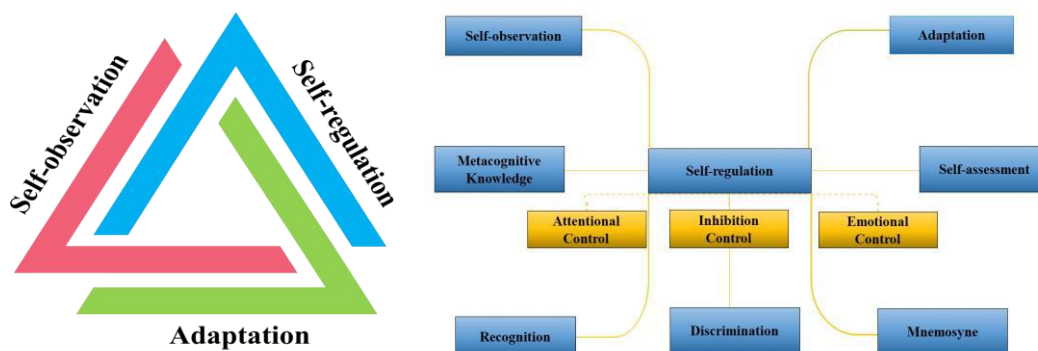 Self-observation
Self-regulation
Adaptation
Self-observation
Adaptation
Metacognitive
Knowledge
Self-regulation
Self-assessment
Attentional
Control
Inhibition
Control
Emotional
Control
Recognition
Discrimination
Mnemosyne